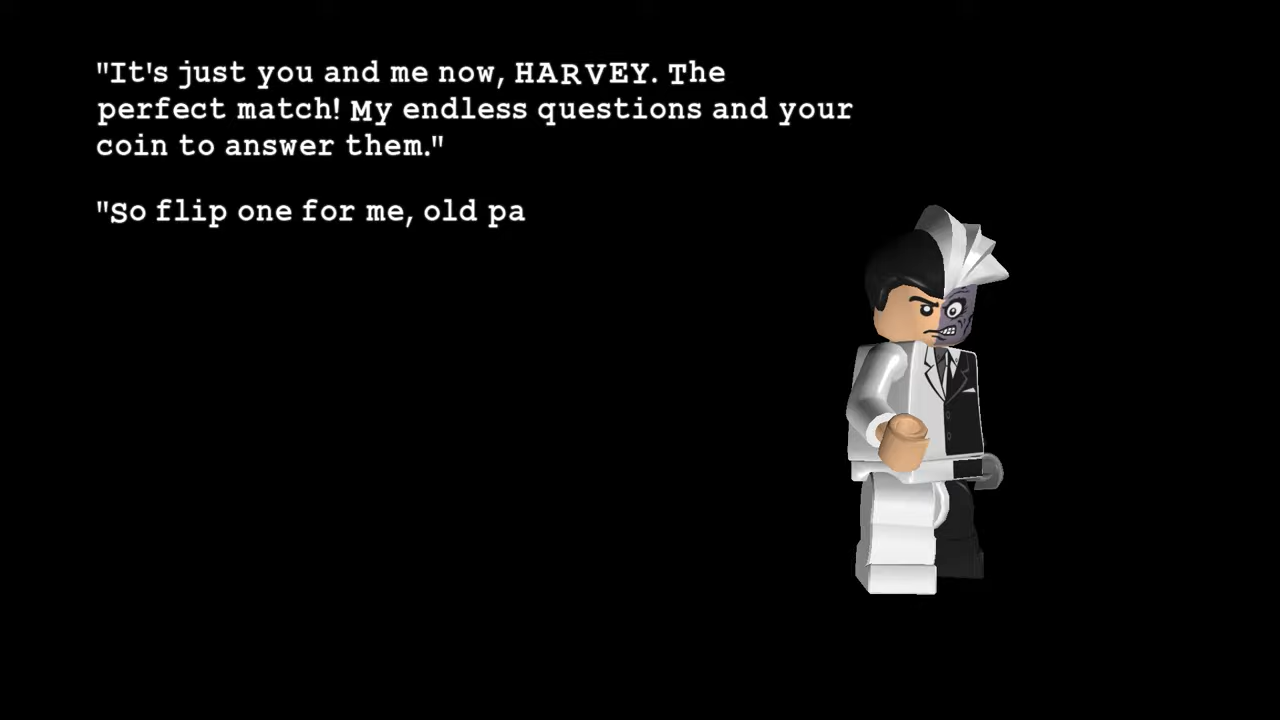 "It's just you and me now, HARVEY. The
perfect match! My endless questions and your
coin to answer them."
"So flip one for me, old pa